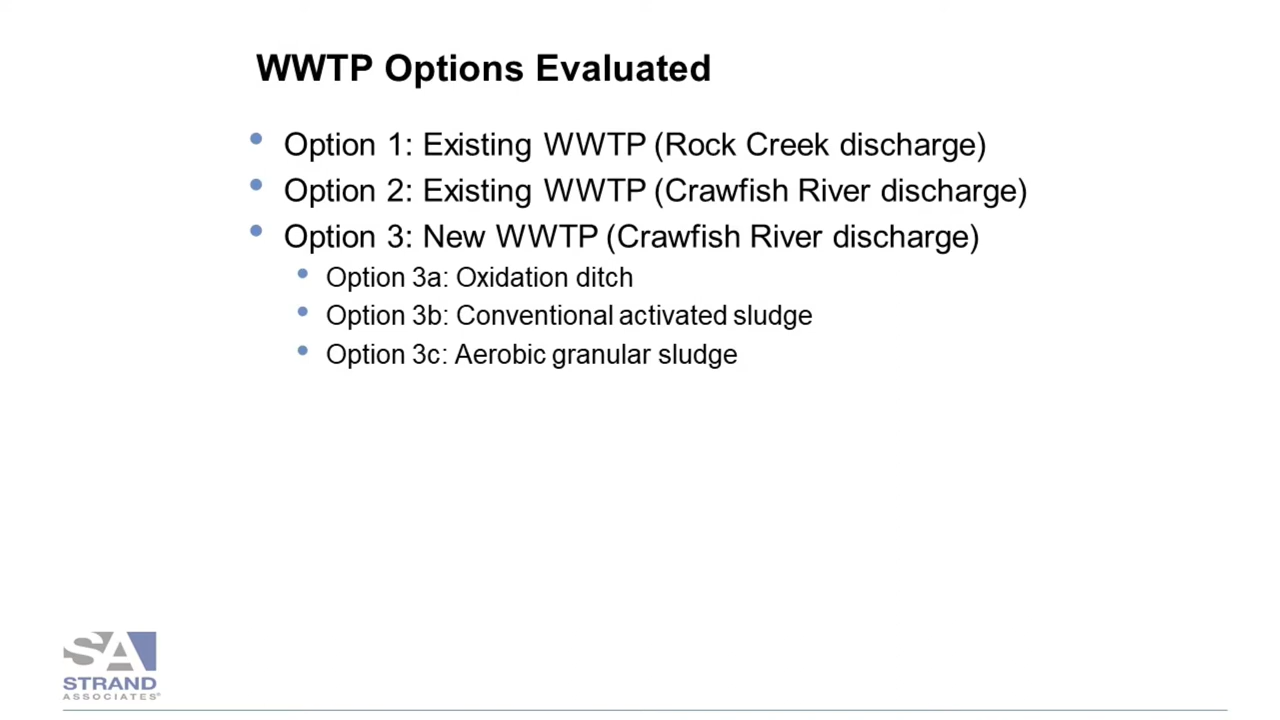 WWTP Options Evaluated
• Option 1: Existing WWTP (Rock Creek discharge)
• Option 2: Existing WWTP (Crawfish River discharge)
• Option 3: New WWTP (Crawfish River discharge)
• Option 3a: Oxidation ditch
• Option 3b: Conventional activated sludge
• Option 3c: Aerobic granular sludge
SA
STRAND
ASSOCIATES®